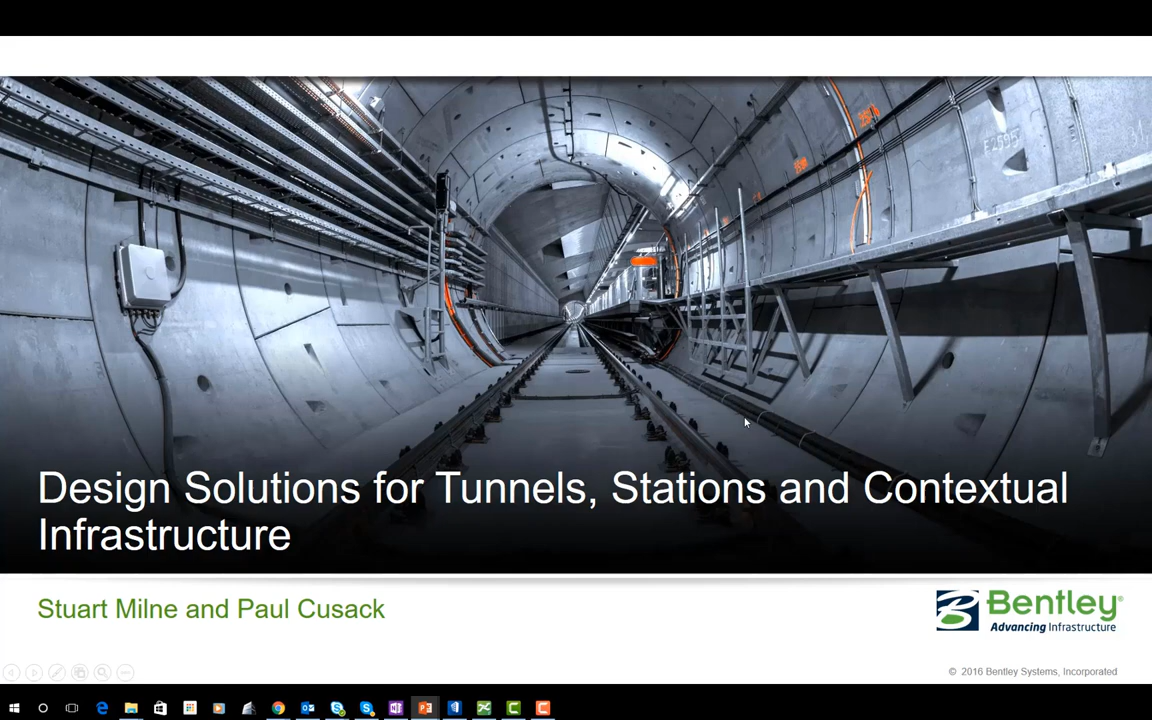 Design Solutions for Tunnels, Stations and Contextual
Infrastructure
Stuart Milne and Paul Cusack
Bentley®
Advancing Infrastructure
© 2016 Bentley Systems, Incorporated